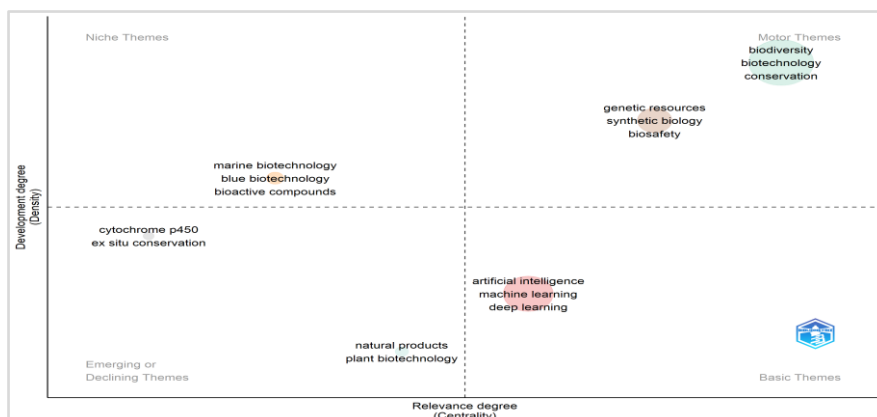 Niche Themes
Motor Themes
biodiversity
biotechnology
conservation
genetic resources
synthetic biology
biosafety
marine biotechnology
blue biotechnology
bioactive compounds
Development degree
(Density)
cytochrome p450
ex situ conservation
artificial intelligence
machine learning
deep learning
natural products
plant biotechnology
Emerging or
Declining Themes
Basic Themes
Relevance degree
(Centrality)